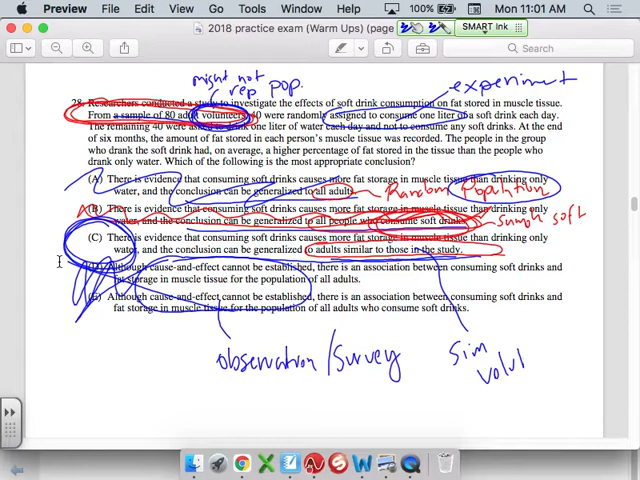 Preview File Edit View Go Tools Window Help 100% Mon 11:01 AM
2018 practice exam (Warm Ups) (page
SMART Ink
Search
might not
rep pop.
experiment
28. Researchers conducted a study to investigate the effects of soft drink consumption on fat stored in muscle tissue.
From a sample of 80 adult volunteers, 40 were randomly assigned to consume one liter of a soft drink each day.
The remaining 40 were asked to drink one liter of water each day and not to consume any soft drinks. At the end
of six months, the amount of fat stored in each person's muscle tissue was recorded. The people in the group
who drank the soft drink had, on average, a higher percentage of fat stored in the tissue than the people who
drank only water. Which of the following is the most appropriate conclusion?
(A) There is evidence that consuming soft drinks causes more fat storage in muscle tissue than drinking only
water, and the conclusion can be generalized to all adults.
Random Population
(B) There is evidence that consuming soft drinks causes more fat storage in muscle tissue than drinking only
water, and the conclusion can be generalized to all people who consume soft drinks.
soft
(C) There is evidence that consuming soft drinks causes more fat storage in muscle tissue than drinking only
water, and the conclusion can be generalized to adults similar to those in the study.
Although cause-and-effect cannot be established, there is an association between consuming soft drinks and
fat storage in muscle tissue for the population of all adults.
Although cause-and-effect cannot be established, there is an association between consuming soft drinks and
fat storage in muscle tissue for the population of all adults who consume soft drinks.
observation/Survey
Sim